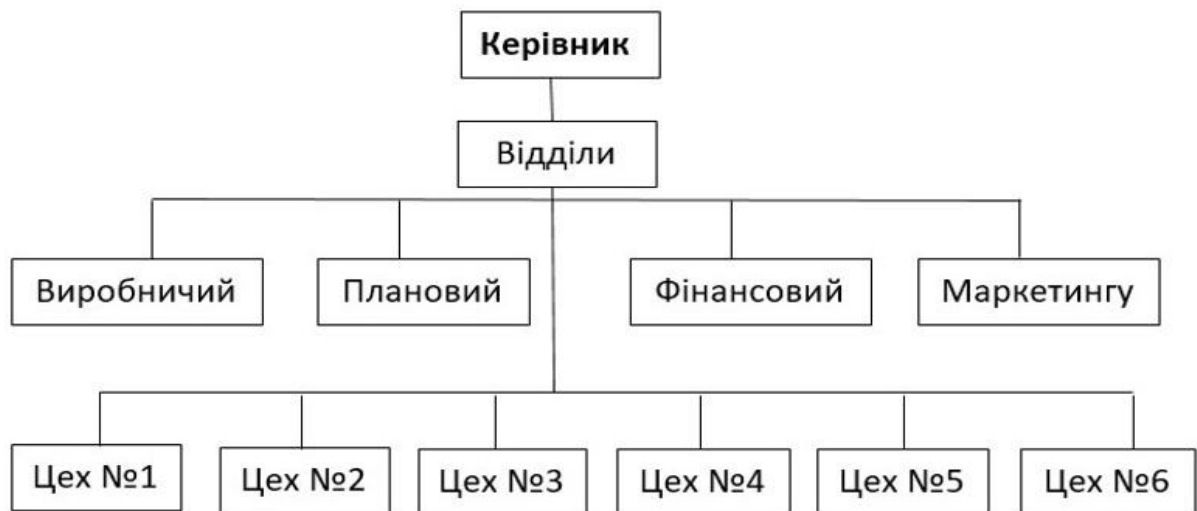 Керівник
Відділи
Виробничий
Плановий
Фінансовий
Маркетингу
Цех №1
Цех №2
Цех №3
Цех №4
Цех №5
Цех №6